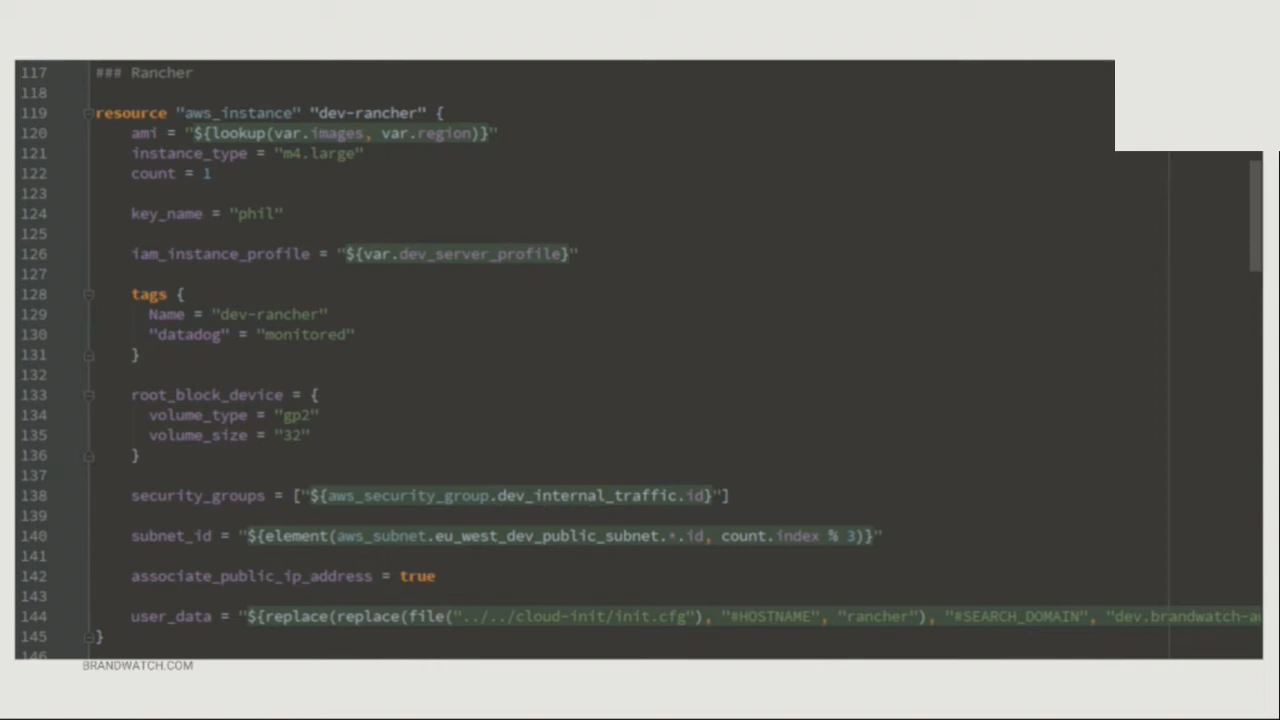 117 ### Rancher
118
119 resource "aws_instance" "dev-rancher" {
120 ami = "${lookup(var.images, var.region)}"
121 instance_type = "m4.large"
122 count = 1
123
124 key_name = "phil"
125
126 iam_instance_profile = "${var.dev_server_profile}"
127
128 tags {
129 Name = "dev-rancher"
130 "datadog" = "monitored"
131 }
132
133 root_block_device = {
134 volume_type = "gp2"
135 volume_size = "32"
136 }
137
138 security_groups = ["${aws_security_group.dev_internal_traffic.id}"]
139
140 subnet_id = "${element(aws_subnet.eu_west_dev_public_subnet.*.id, count.index % 3)}"
141
142 associate_public_ip_address = true
143
144 user_data = "${replace(replace(file("../../cloud-init/init.cfg"), "#HOSTNAME", "rancher"), "#SEARCH_DOMAIN", "dev.brandwatch-a
145 }
146
BRANDWATCH.COM